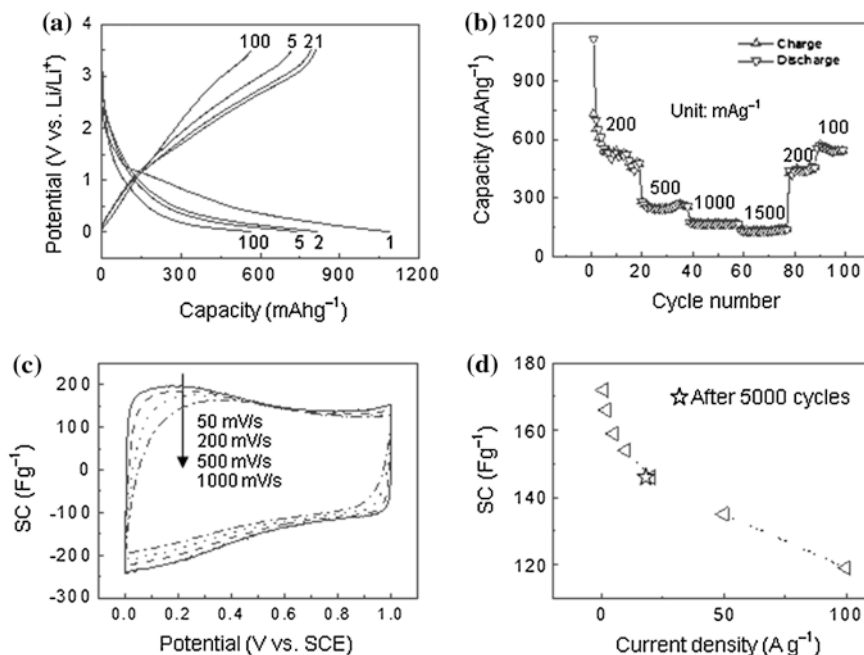 (a)
4
3
2
1
0
Potential (V vs. Li/Li⁺)
100 5 21
100 5 2 1
0 300 600 900 1200
Capacity (mAhg⁻¹)
(b)
1200
900
600
300
0
Capacity (mAhg⁻¹)
Charge
Discharge
Unit: mAg⁻¹
200
500
1000
1500
200
100
0 20 40 60 80 100
Cycle number
(c)
200
100
0
-100
-200
-300
SC (Fg⁻¹)
50 mV/s
200 mV/s
500 mV/s
1000 mV/s
0.0 0.2 0.4 0.6 0.8 1.0
Potential (V vs. SCE)
(d)
180
160
140
120
SC (Fg⁻¹)
After 5000 cycles
0 50 100
Current density (A g⁻¹)